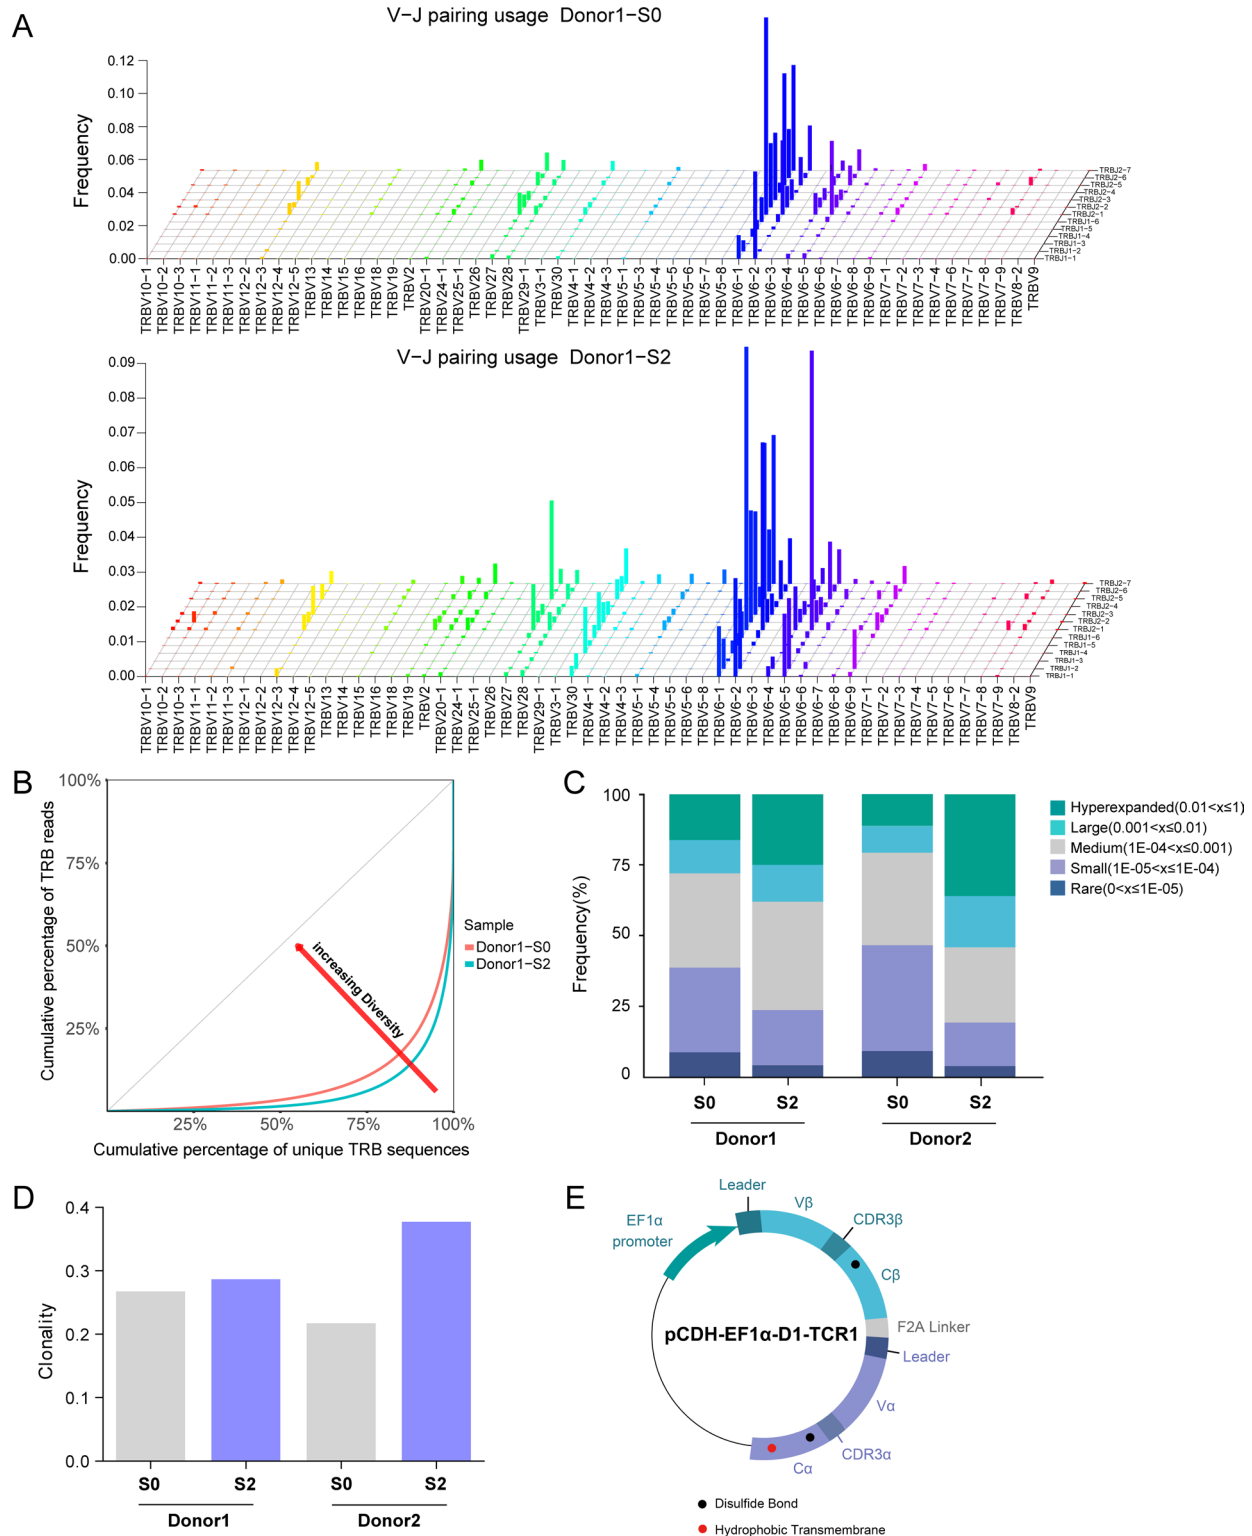 A
V−J pairing usage Donor1−S0
Frequency
0.12
0.10
0.08
0.06
0.04
0.02
0.00
TRBJ2−7
TRBJ2−6
TRBJ2−5
TRBJ2−4
TRBJ2−3
TRBJ2−2
TRBJ2−1
TRBJ1−6
TRBJ1−5
TRBJ1−4
TRBJ1−3
TRBJ1−2
TRBJ1−1
TRBV10−1
TRBV10−2
TRBV10−3
TRBV11−1
TRBV11−2
TRBV11−3
TRBV12−3
TRBV12−4
TRBV12−5
TRBV13
TRBV14
TRBV15
TRBV16
TRBV18
TRBV19
TRBV2
TRBV20−1
TRBV24−1
TRBV25−1
TRBV26
TRBV27
TRBV28
TRBV29−1
TRBV3−1
TRBV30
TRBV4−1
TRBV4−2
TRBV4−3
TRBV5−1
TRBV5−4
TRBV5−5
TRBV5−6
TRBV5−7
TRBV5−8
TRBV6−1
TRBV6−2
TRBV6−3
TRBV6−4
TRBV6−5
TRBV6−6
TRBV6−7
TRBV6−8
TRBV6−9
TRBV7−1
TRBV7−2
TRBV7−3
TRBV7−4
TRBV7−6
TRBV7−7
TRBV7−8
TRBV7−9
TRBV8−2
TRBV9
V−J pairing usage Donor1−S2
Frequency
0.09
0.08
0.07
0.06
0.05
0.04
0.03
0.02
0.01
0.00
TRBJ2−7
TRBJ2−6
TRBJ2−5
TRBJ2−4
TRBJ2−3
TRBJ2−2
TRBJ2−1
TRBJ1−6
TRBJ1−5
TRBJ1−4
TRBJ1−3
TRBJ1−2
TRBJ1−1
TRBV10−1
TRBV10−2
TRBV10−3
TRBV11−1
TRBV11−2
TRBV11−3
TRBV12−1
TRBV12−2
TRBV12−3
TRBV12−4
TRBV12−5
TRBV13
TRBV14
TRBV15
TRBV16
TRBV18
TRBV19
TRBV2
TRBV20−1
TRBV24−1
TRBV25−1
TRBV26
TRBV27
TRBV28
TRBV29−1
TRBV3−1
TRBV30
TRBV4−1
TRBV4−2
TRBV4−3
TRBV5−1
TRBV5−4
TRBV5−5
TRBV5−6
TRBV5−8
TRBV6−1
TRBV6−2
TRBV6−3
TRBV6−4
TRBV6−5
TRBV6−6
TRBV6−7
TRBV6−8
TRBV6−9
TRBV7−1
TRBV7−2
TRBV7−3
TRBV7−4
TRBV7−6
TRBV7−7
TRBV7−8
TRBV7−9
TRBV8−2
TRBV9
B
Cumulative percentage of TRB reads
100%
75%
50%
25%
increasing Diversity
25%
50%
75%
100%
Cumulative percentage of unique TRB sequences
Sample
Donor1−S0
Donor1−S2
C
Frequency(%)
100
75
50
25
0
S0
S2
S0
S2
Donor1
Donor2
Hyperexpanded(0.01<x≤1)
Large(0.001<x≤0.01)
Medium(1E-04<x≤0.001)
Small(1E-05<x≤1E-04)
Rare(0<x≤1E-05)
D
Clonality
0.4
0.3
0.2
0.1
0.0
S0
S2
S0
S2
Donor1
Donor2
E
Leader
Vβ
EF1α
promoter
CDR3β
Cβ
pCDH-EF1α-D1-TCR1
F2A Linker
Leader
Vα
CDR3α
Cα
Disulfide Bond
Hydrophobic Transmembrane